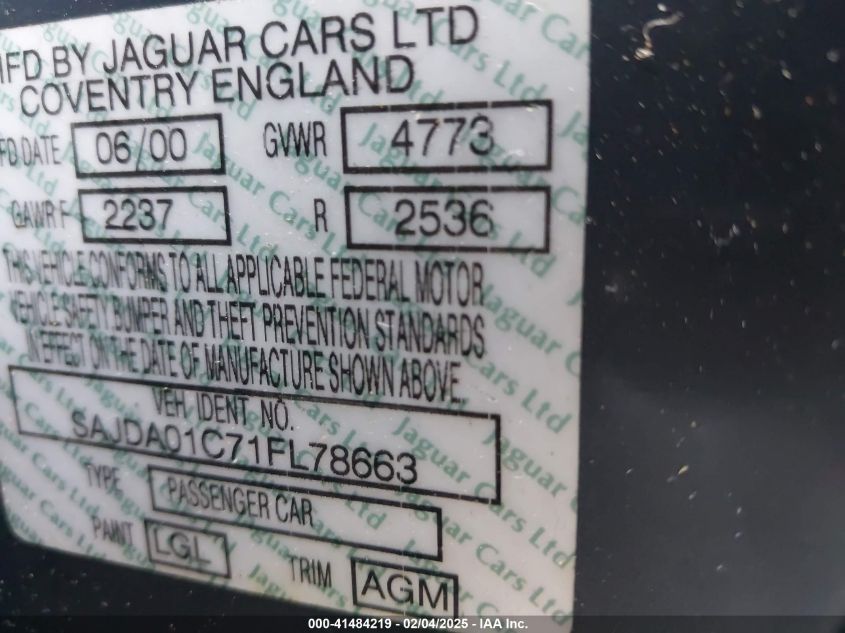 MFD BY JAGUAR CARS LTD
COVENTRY ENGLAND
DATE 06/00 GVWR 4773
GAWR F 2237 R 2536
THIS VEHICLE CONFORMS TO ALL APPLICABLE FEDERAL MOTOR
VEHICLE SAFETY BUMPER AND THEFT PREVENTION STANDARDS
IN EFFECT ON THE DATE OF MANUFACTURE SHOWN ABOVE.
VEH. IDENT. NO.
SAJDA01C71FL78663
TYPE PASSENGER CAR
PAINT LGL TRIM AGM
Jaguar Cars Ltd
000-41484219 - 02/04/2025 - IAA Inc.